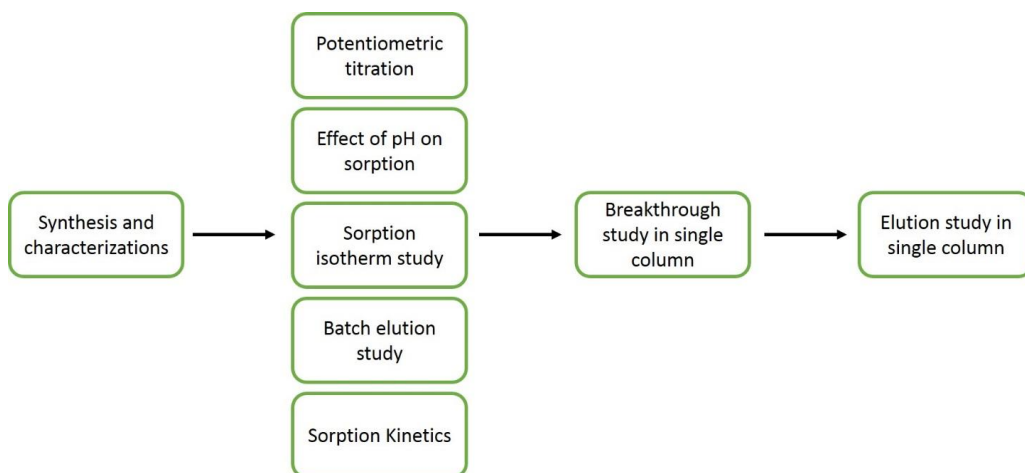 Synthesis and
characterizations
Potentiometric
titration
Effect of pH on
sorption
Sorption
isotherm study
Batch elution
study
Sorption Kinetics
Breakthrough
study in single
column
Elution study in
single column